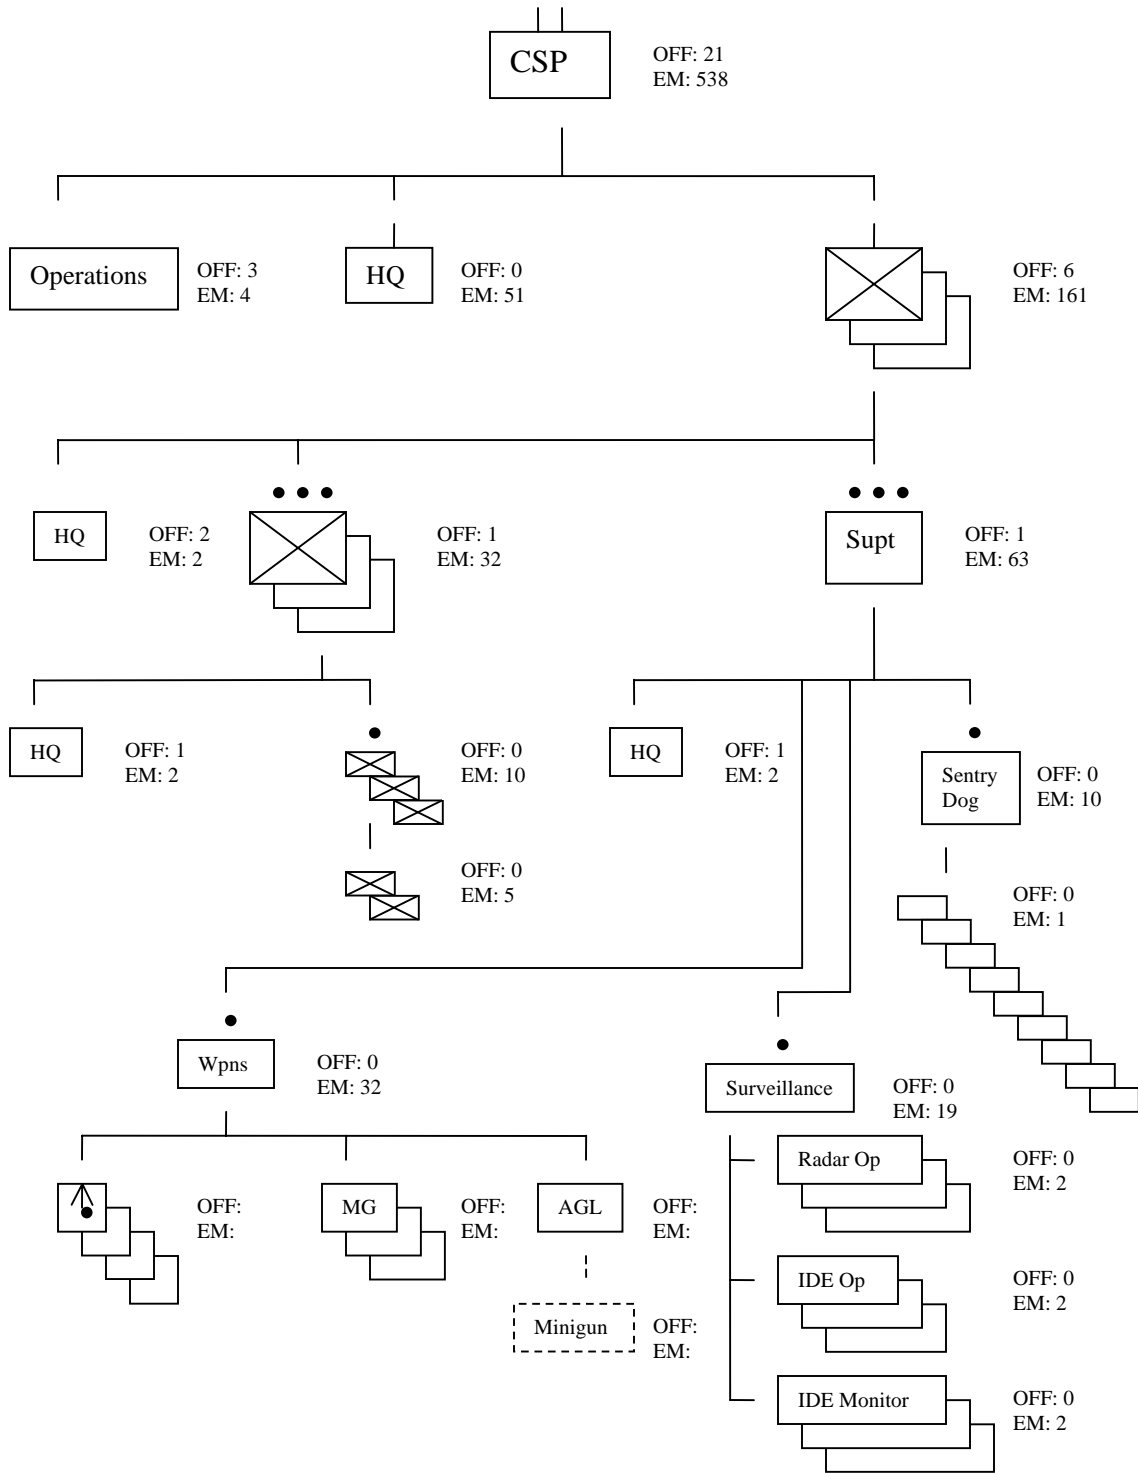 CSP
OFF: 21
EM: 538
Operations
OFF: 3
EM: 4
HQ
OFF: 0
EM: 51
OFF: 6
EM: 161
HQ
OFF: 2
EM: 2
OFF: 1
EM: 32
Supt
OFF: 1
EM: 63
HQ
OFF: 1
EM: 2
OFF: 0
EM: 10
HQ
OFF: 1
EM: 2
Sentry
Dog
OFF: 0
EM: 10
OFF: 0
EM: 5
OFF: 0
EM: 1
Wpns
OFF: 0
EM: 32
Surveillance
OFF: 0
EM: 19
OFF:
EM:
MG
OFF:
EM:
AGL
OFF:
EM:
Radar Op
OFF: 0
EM: 2
Minigun
OFF:
EM:
IDE Op
OFF: 0
EM: 2
IDE Monitor
OFF: 0
EM: 2